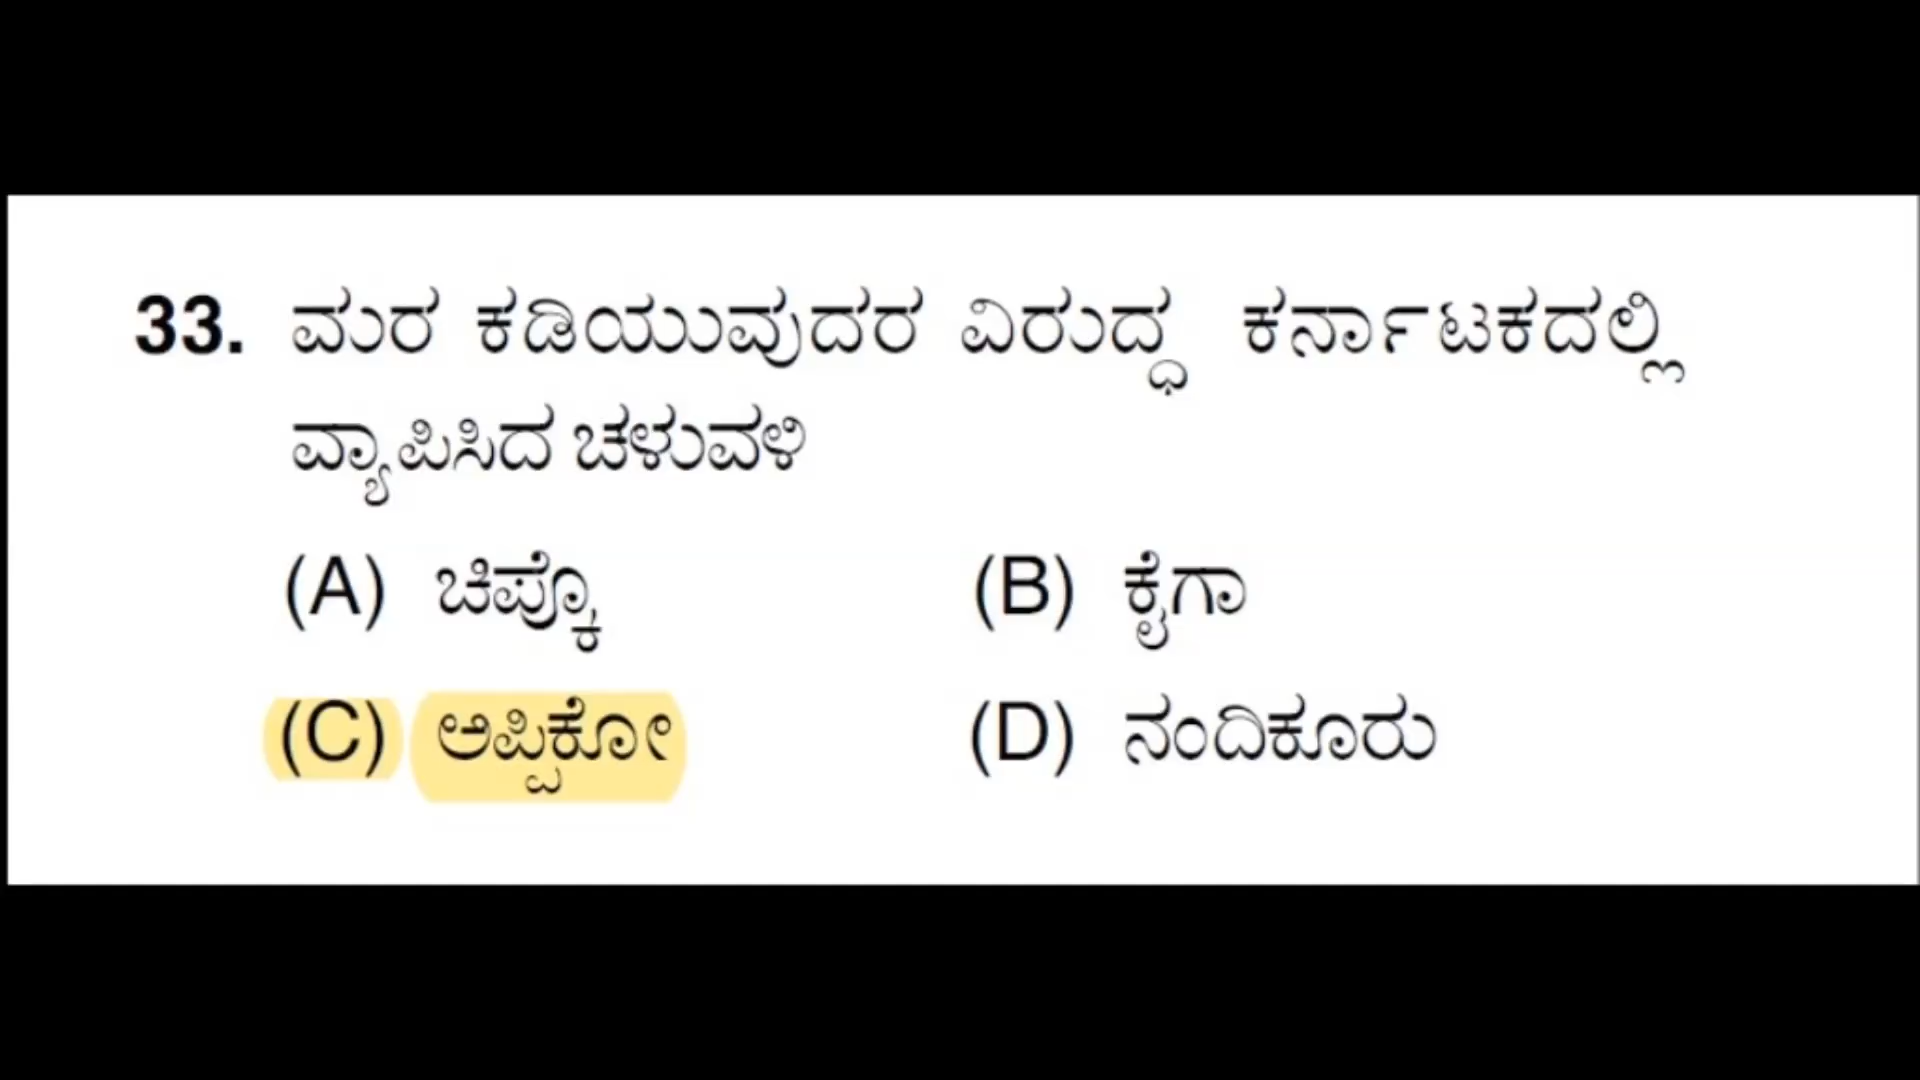 33. ಮರ ಕಡಿಯುವುದರ ವಿರುದ್ಧ ಕರ್ನಾಟಕದಲ್ಲಿ
ವ್ಯಾಪಿಸಿದ ಚಳುವಳಿ
(A) ಚಿಪ್ಕೊ (B) ಕೈಗಾ
(C) ಅಪ್ಪಿಕೋ (D) ನಂದಿಕೂರು